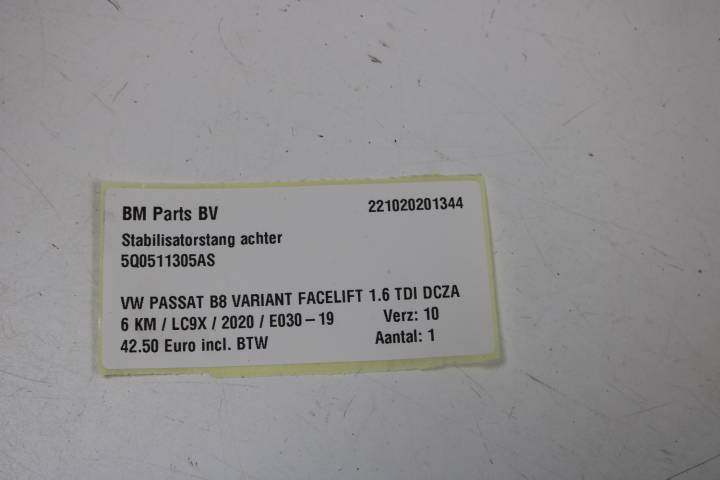 BM Parts BV 221020201344
Stabilisatorstang achter
5Q0511305AS
VW PASSAT B8 VARIANT FACELIFT 1.6 TDI DCZA
6 KM / LC9X / 2020 / E030-19 Verz: 10
42.50 Euro incl. BTW Aantal: 1